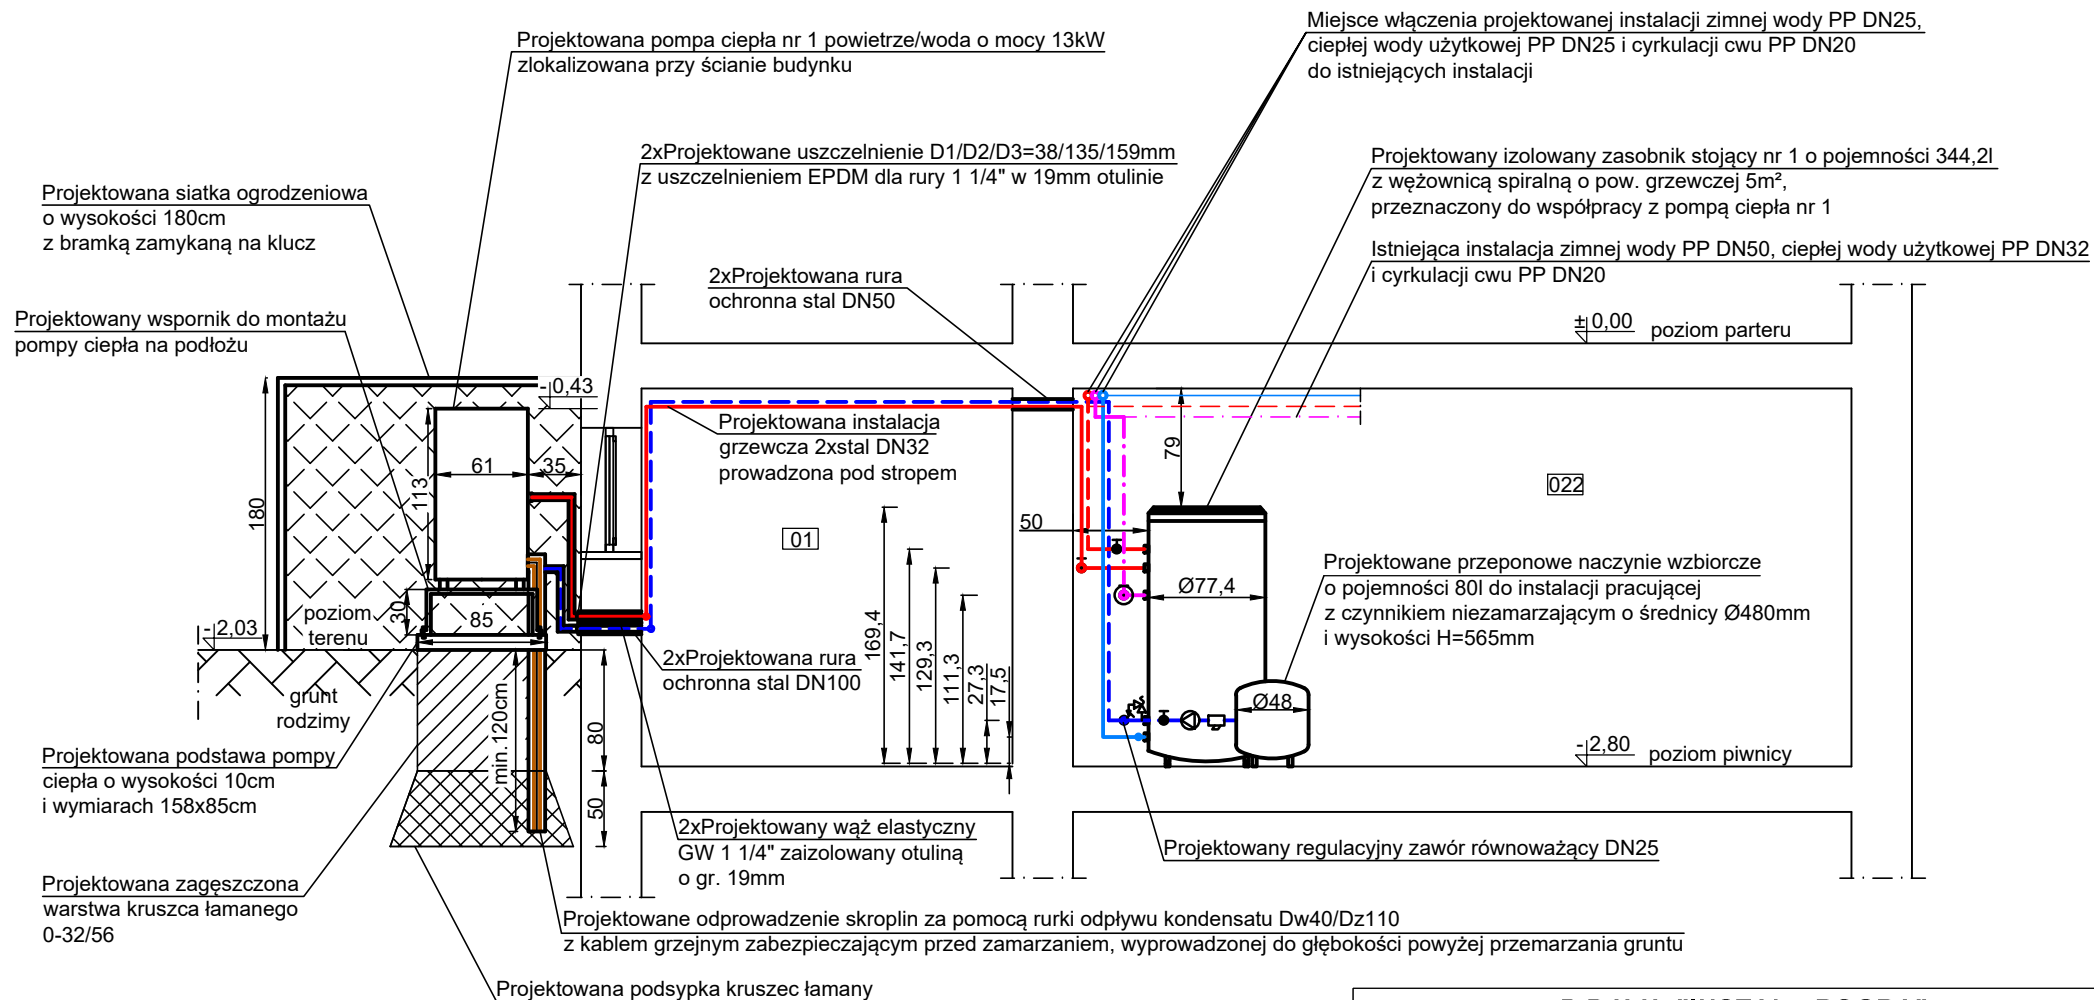 Miejsce włączenia projektowanej instalacji zimnej wody PP DN25,
ciepłej wody użytkowej PP DN25 i cyrkulacji cwu PP DN20
do istniejących instalacji
Projektowana pompa ciepła nr 1 powietrze/woda o mocy 13kW
zlokalizowana przy ścianie budynku
2xProjektowane uszczelnienie D1/D2/D3=38/135/159mm
z uszczelnieniem EPDM dla rury 1 1/4" w 19mm otulinie
Projektowany izolowany zasobnik stojący nr 1 o pojemności 344,2l
z wężownicą spiralną o pow. grzewczej 5m²,
przeznaczony do współpracy z pompą ciepła nr 1
Projektowana siatka ogrodzeniowa
o wysokości 180cm
z bramką zamykaną na klucz
Istniejąca instalacja zimnej wody PP DN50, ciepłej wody użytkowej PP DN32
i cyrkulacji cwu PP DN20
2xProjektowana rura
ochronna stal DN50
Projektowany wspornik do montażu
pompy ciepła na podłożu
±0,00 poziom parteru
-0,43
Projektowana instalacja
grzewcza 2xstal DN32
prowadzona pod stropem
79
61
35
113
180
022
01
50
Projektowane przeponowe naczynie wzbiorcze
o pojemności 80l do instalacji pracującej
z czynnikiem niezamarzającym o średnicy Ø480mm
i wysokości H=565mm
Ø77,4
169,4
141,7
129,3
111,3
27,3
17,5
30
85
poziom
terenu
-2,03
2xProjektowana rura
ochronna stal DN100
grunt
rodzimy
Ø48
min.120cm
80
50
-2,80 poziom piwnicy
Projektowana podstawa pompy
ciepła o wysokości 10cm
i wymiarach 158x85cm
2xProjektowany wąż elastyczny
GW 1 1/4" zaizolowany otuliną
o gr. 19mm
Projektowany regulacyjny zawór równoważący DN25
Projektowana zagęszczona
warstwa kruszca łamanego
0-32/56
Projektowane odprowadzenie skroplin za pomocą rurki odpływu kondensatu Dw40/Dz110
z kablem grzejnym zabezpieczającym przed zamarzaniem, wyprowadzonej do głębokości powyżej przemarzania gruntu
Projektowana podsypka kruszec łamany